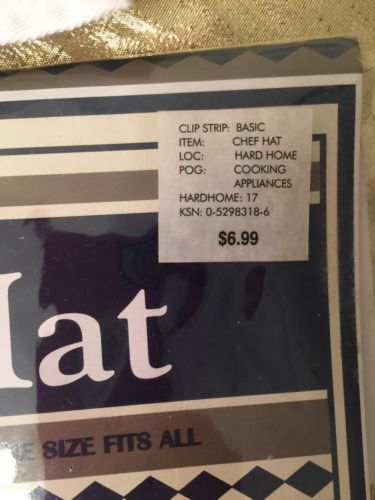 CLIP STRIP: BASIC
ITEM: CHEF HAT
LOC: HARD HOME
POG: COOKING
APPLIANCES
HARDHOME: 17
KSN: 0-5298318-6
$6.99
Hat
E SIZE FITS ALL